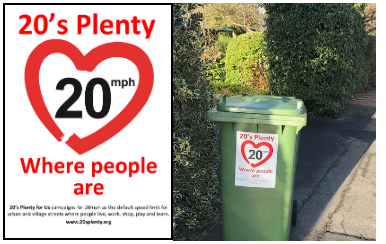 20's Plenty
20 mph
Where people
are
20's Plenty for Us campaigns for 20mph as the default speed limit for
urban and village streets where people live, work, shop, play and learn.
www.20splenty.org
20's Plenty
20
Where people
are